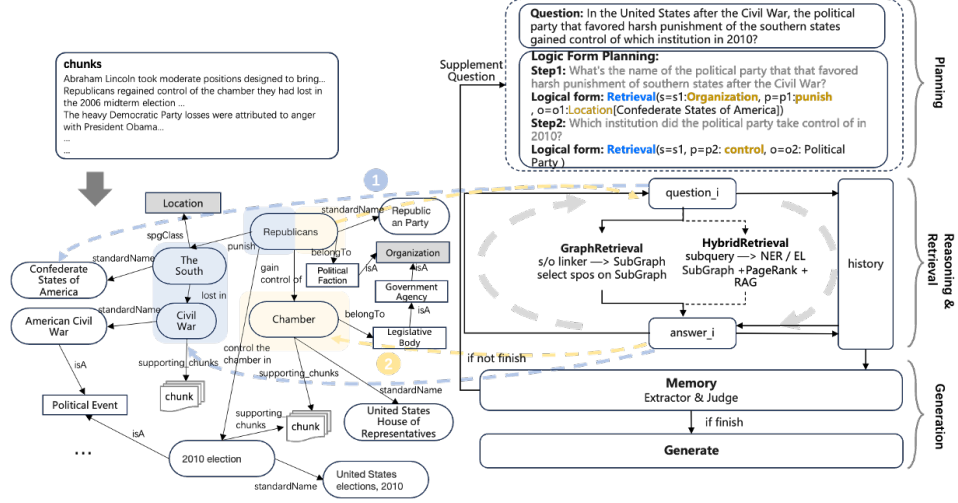 chunks
Abraham Lincoln took moderate positions designed to bring...
Republicans regained control of the chamber they had lost in
the 2006 midterm election ...
The heavy Democratic Party losses were attributed to anger
with President Obama...
...
...
Location
spgClass
standardName
Confederate
States of
America
The
South
punish
Republicans
standardName
Republic
an Party
belongTo
Political
Faction
isA
Organization
isA
Government
Agency
isA
Legislative
Body
belongTo
gain
control of
Chamber
lost in
Civil
War
standardName
American Civil
War
isA
Political Event
supporting_chunks
chunk
control the
chamber in
supporting_chunks
chunk
supporting
chunks
standardName
United States
House of
Representatives
isA
2010 election
standardName
United States
elections, 2010
...
1
2
Supplement
Question
Question: In the United States after the Civil War, the political
party that favored harsh punishment of the southern states
gained control of which institution in 2010?
Logic Form Planning:
Step1: What's the name of the political party that that favored
harsh punishment of southern states after the Civil War?
Logical form: Retrieval(s=s1:Organization, p=p1:punish
, o=o1:Location[Confederate States of America])
Step2: Which institution did the political party take control of in
2010?
Logical form: Retrieval(s=s1, p=p2: control, o=o2: Political
Party )
Planning
question_i
GraphRetrieval
s/o linker —> SubGraph
select spos on SubGraph
HybridRetrieval
subquery —> NER / EL
SubGraph +PageRank +
RAG
history
answer_i
Reasoning &
Retrieval
if not finish
Memory
Extractor & Judge
if finish
Generate
Generation